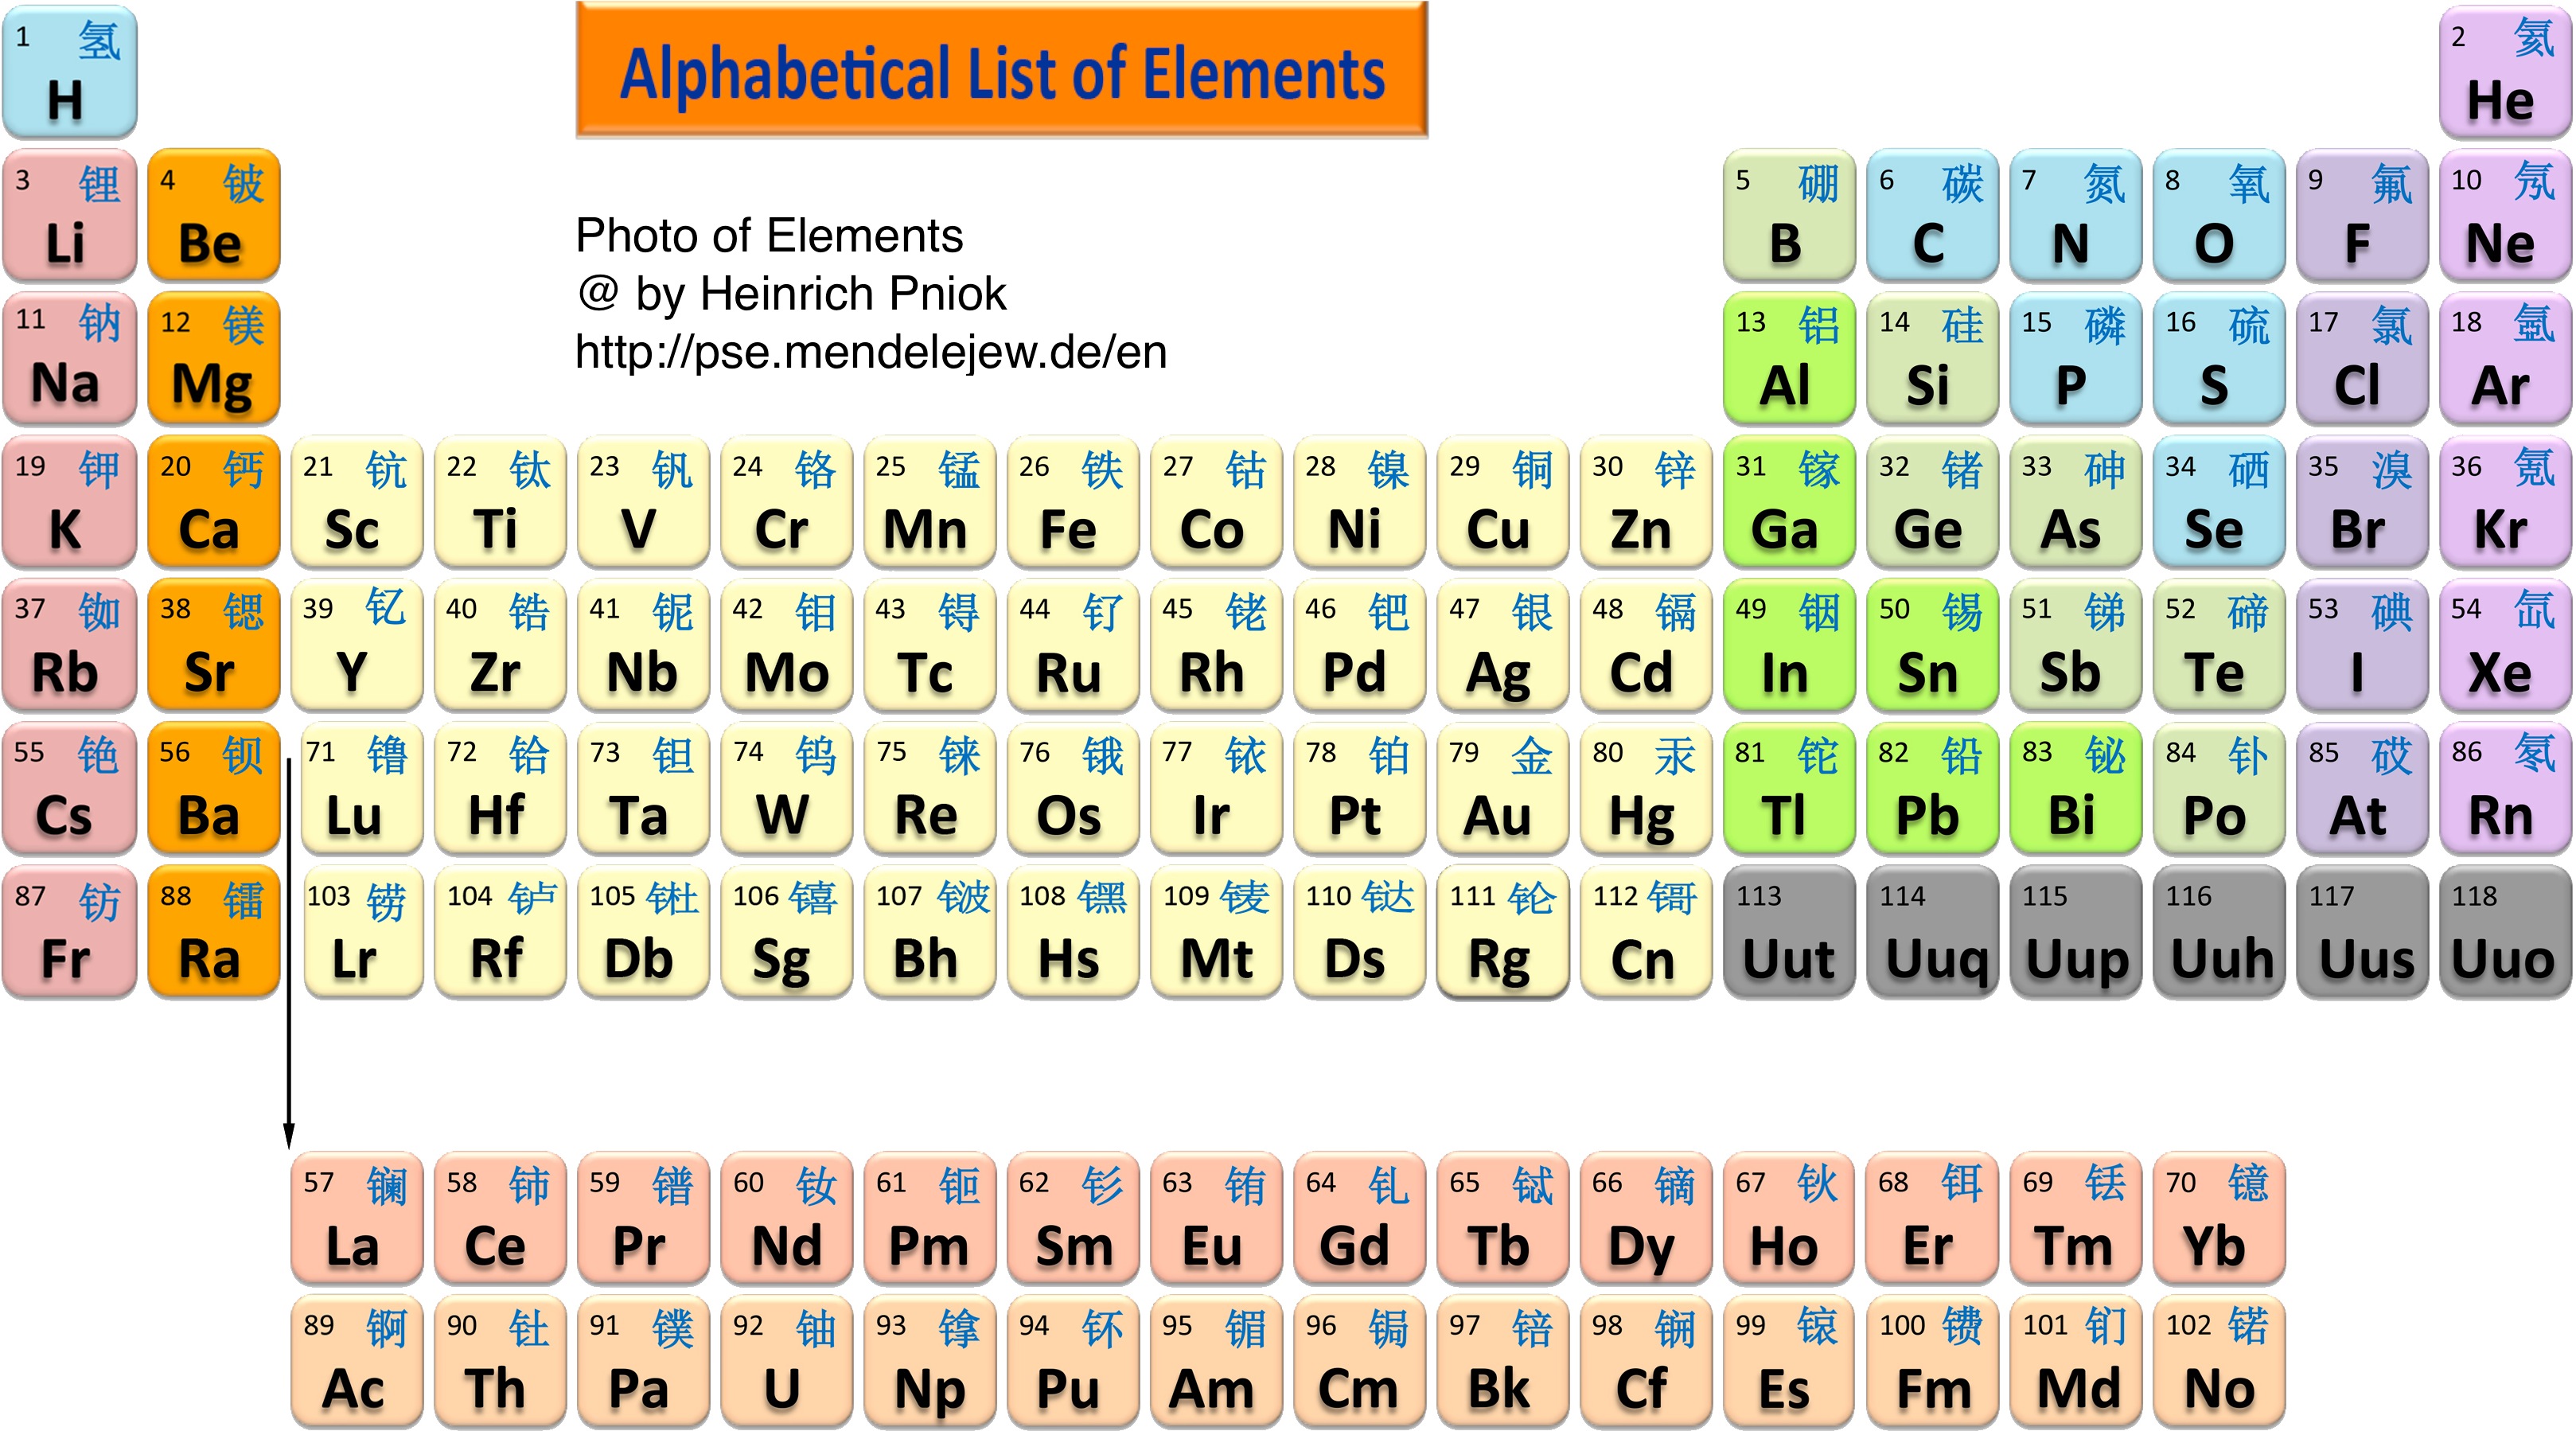 1 氢 H
Alphabetical List of Elements
2 氦 He
3 锂 Li
4 铍 Be
5 硼 B
6 碳 C
7 氮 N
8 氧 O
9 氟 F
10 氖 Ne
Photo of Elements
@ by Heinrich Pniok
http://pse.mendelejew.de/en
11 钠 Na
12 镁 Mg
13 铝 Al
14 硅 Si
15 磷 P
16 硫 S
17 氯 Cl
18 氩 Ar
19 钾 K
20 钙 Ca
21 钪 Sc
22 钛 Ti
23 钒 V
24 铬 Cr
25 锰 Mn
26 铁 Fe
27 钴 Co
28 镍 Ni
29 铜 Cu
30 锌 Zn
31 镓 Ga
32 锗 Ge
33 砷 As
34 硒 Se
35 溴 Br
36 氪 Kr
37 铷 Rb
38 锶 Sr
39 钇 Y
40 锆 Zr
41 铌 Nb
42 钼 Mo
43 锝 Tc
44 钌 Ru
45 铑 Rh
46 钯 Pd
47 银 Ag
48 镉 Cd
49 铟 In
50 锡 Sn
51 锑 Sb
52 碲 Te
53 碘 I
54 氙 Xe
55 铯 Cs
56 钡 Ba
71 镥 Lu
72 铪 Hf
73 钽 Ta
74 钨 W
75 铼 Re
76 锇 Os
77 铱 Ir
78 铂 Pt
79 金 Au
80 汞 Hg
81 铊 Tl
82 铅 Pb
83 铋 Bi
84 钋 Po
85 砹 At
86 氡 Rn
87 钫 Fr
88 镭 Ra
103 铹 Lr
104 𬬻 Rf
105 𬭊 Db
106 𬭳 Sg
107 𬭛 Bh
108 𬭶 Hs
109 鿏 Mt
110 𫟼 Ds
111 𬬭 Rg
112 鿔 Cn
113 Uut
114 Uuq
115 Uup
116 Uuh
117 Uus
118 Uuo
57 镧 La
58 铈 Ce
59 镨 Pr
60 钕 Nd
61 钷 Pm
62 钐 Sm
63 铕 Eu
64 钆 Gd
65 铽 Tb
66 镝 Dy
67 钬 Ho
68 铒 Er
69 铥 Tm
70 镱 Yb
89 锕 Ac
90 钍 Th
91 镤 Pa
92 铀 U
93 镎 Np
94 钚 Pu
95 镅 Am
96 锔 Cm
97 锫 Bk
98 锎 Cf
99 锿 Es
100 镄 Fm
101 钔 Md
102 锘 No